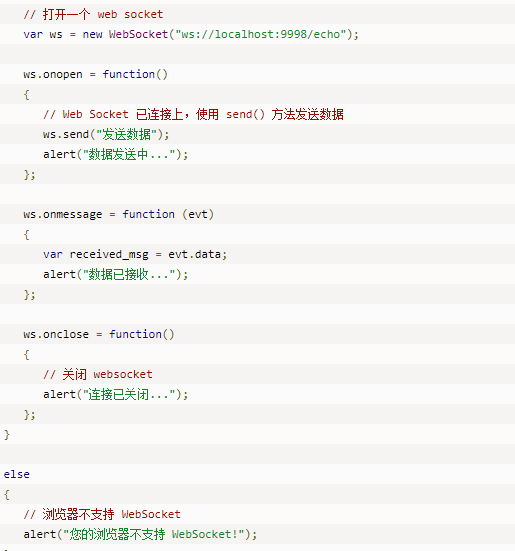 // 打开一个 web socket
var ws = new WebSocket("ws://localhost:9998/echo");
ws.onopen = function()
{
// Web Socket 已连接上，使用 send() 方法发送数据
ws.send("发送数据");
alert("数据发送中...");
};
ws.onmessage = function (evt)
{
var received_msg = evt.data;
alert("数据已接收...");
};
ws.onclose = function()
{
// 关闭 websocket
alert("连接已关闭...");
};
}
else
{
// 浏览器不支持 WebSocket
alert("您的浏览器不支持 WebSocket!");